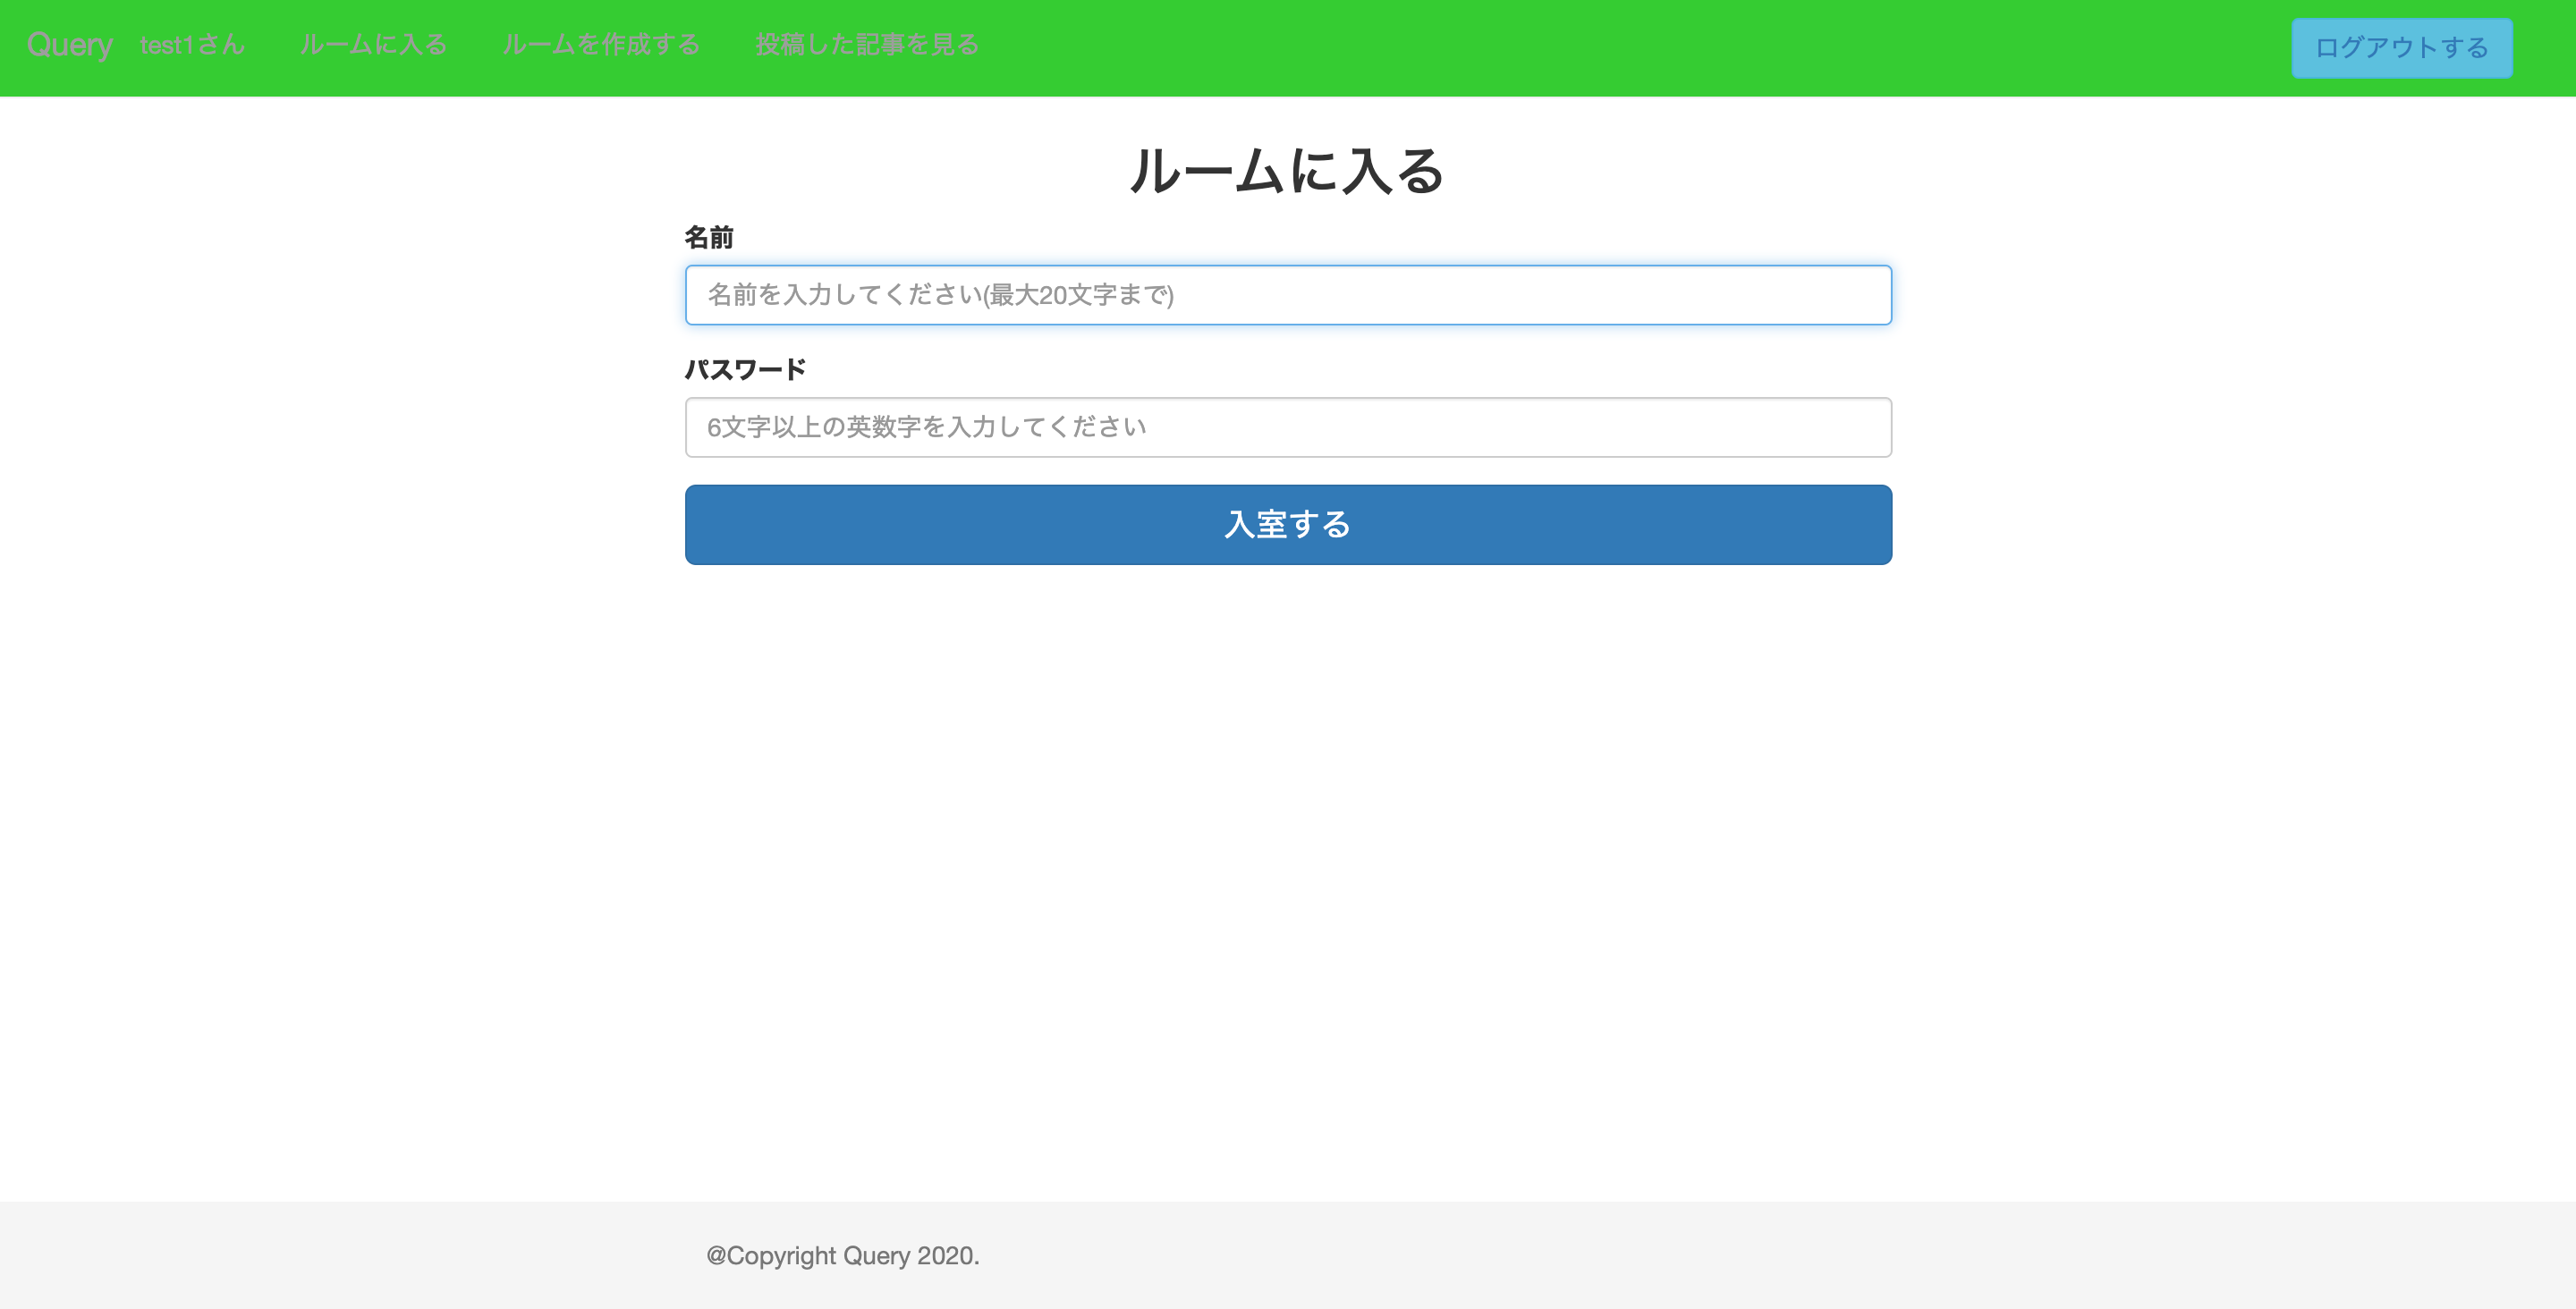 Query test1さん ルームに入る ルームを作成する 投稿した記事を見る ログアウトする
ルームに入る
名前
名前を入力してください(最大20文字まで)
パスワード
6文字以上の英数字を入力してください
入室する
@Copyright Query 2020.